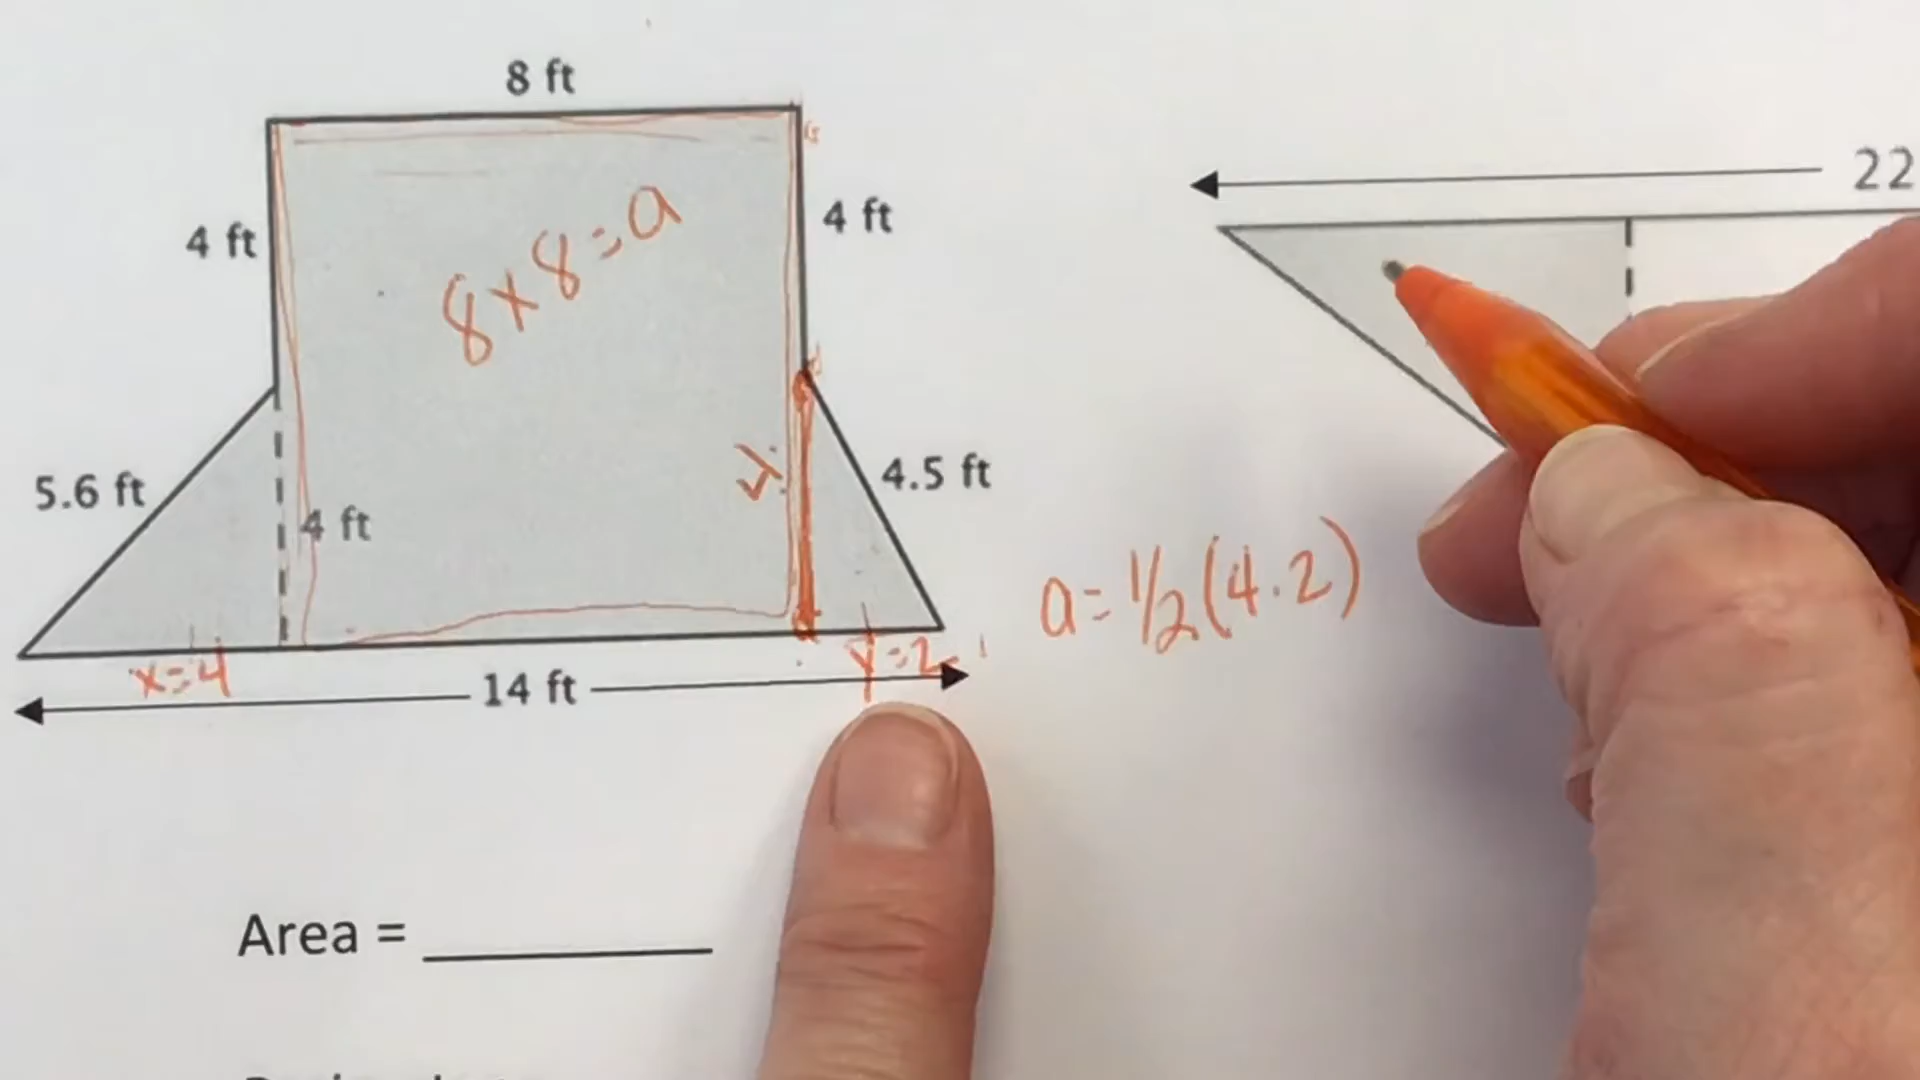 8 ft
22
4 ft
4 ft
8x8=a
5.6 ft
4 ft
4.5 ft
a=1/2(4.2)
x=4
14 ft
y=2
Area =